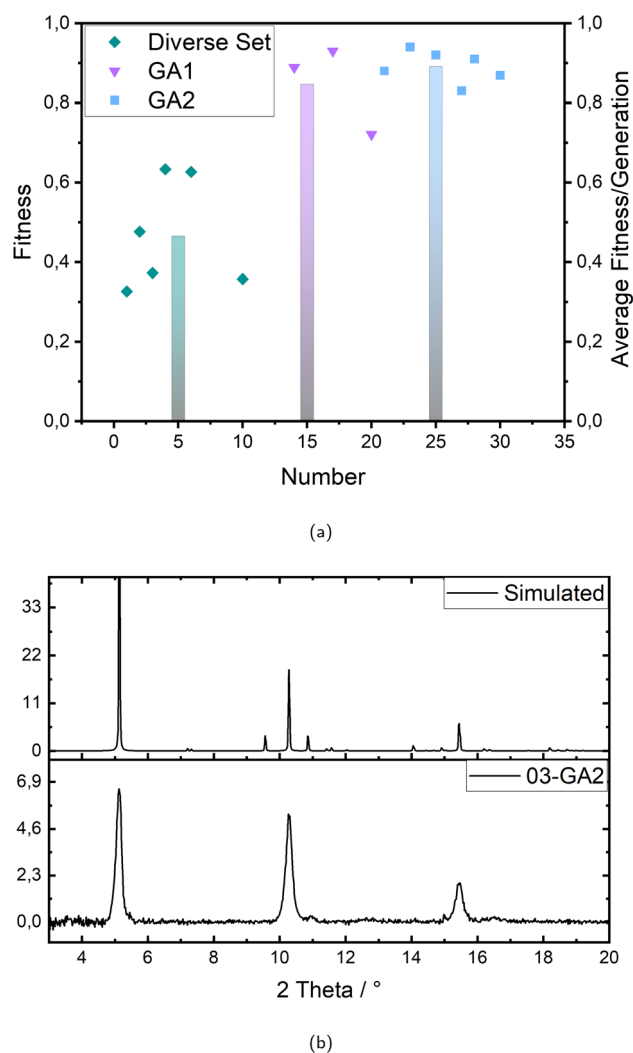 1,0
0,8
0,6
0,4
0,2
0,0
Fitness
Diverse Set
GA1
GA2
1,0
0,8
0,6
0,4
0,2
0,0
Average Fitness/Generation
0 5 10 15 20 25 30 35
Number
(a)
33
22
11
0
Simulated
6,9
4,6
2,3
0,0
03-GA2
4 6 8 10 12 14 16 18 20
2 Theta / °
(b)